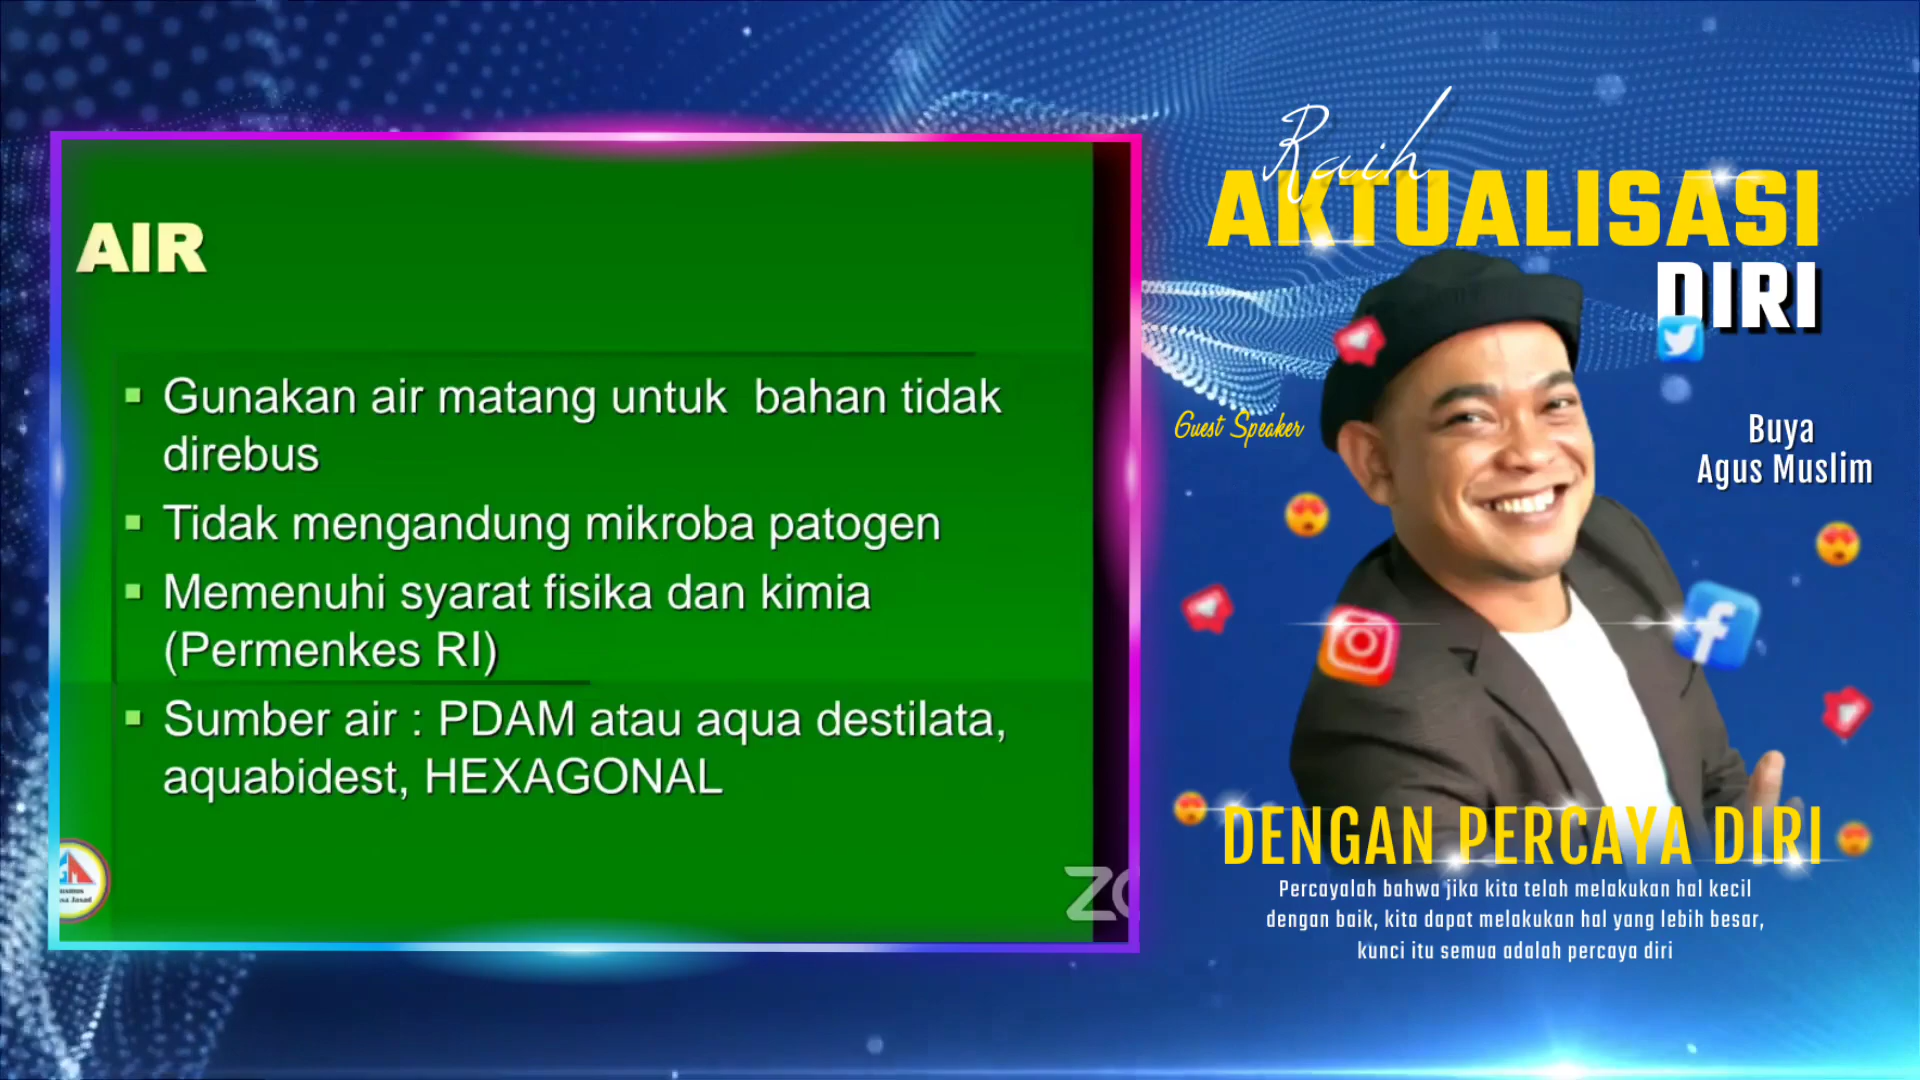 AIR
▪ Gunakan air matang untuk bahan tidak
direbus
▪ Tidak mengandung mikroba patogen
▪ Memenuhi syarat fisika dan kimia
(Permenkes RI)
▪ Sumber air : PDAM atau aqua destilata,
aquabidest, HEXAGONAL
Raih
AKTUALISASI
DIRI
Guest Speaker
Buya
Agus Muslim
DENGAN PERCAYA DIRI
Percayalah bahwa jika kita telah melakukan hal kecil
dengan baik, kita dapat melakukan hal yang lebih besar,
kunci itu semua adalah percaya diri